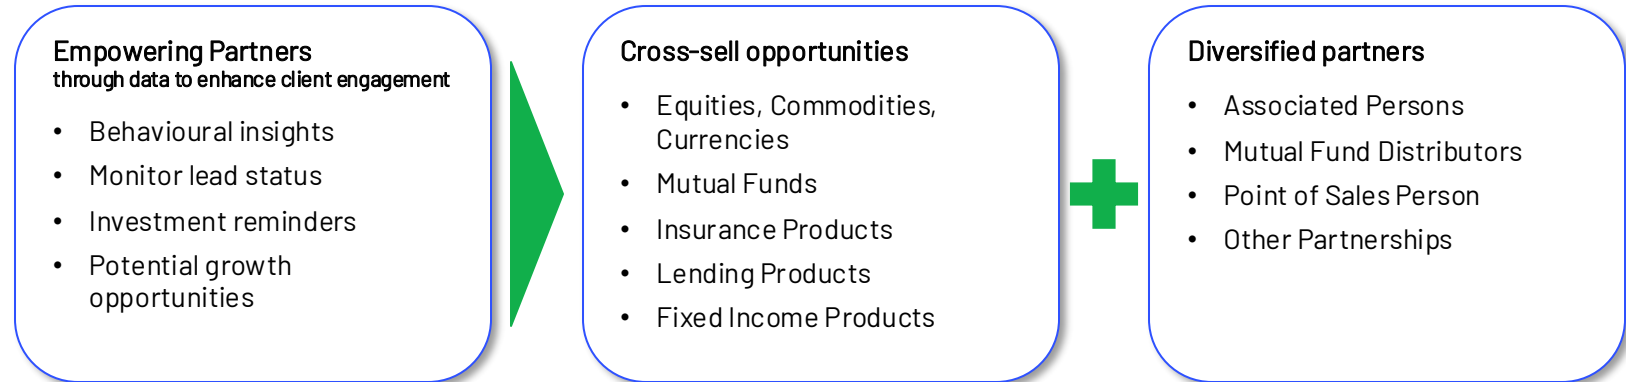 Empowering Partners
through data to enhance client engagement
• Behavioural insights
• Monitor lead status
• Investment reminders
• Potential growth
opportunities
Cross-sell opportunities
• Equities, Commodities,
Currencies
• Mutual Funds
• Insurance Products
• Lending Products
• Fixed Income Products
Diversified partners
• Associated Persons
• Mutual Fund Distributors
• Point of Sales Person
• Other Partnerships